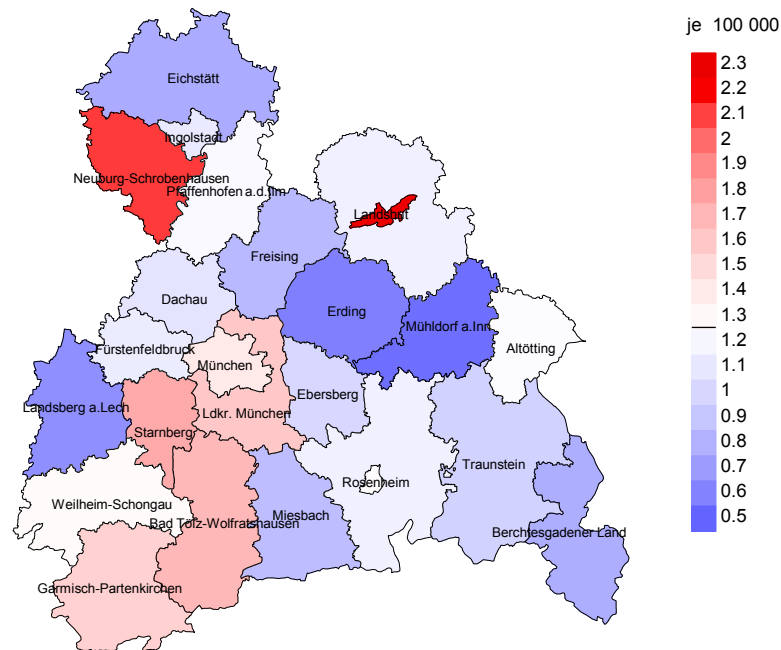 je 100 000
2.3
2.2
2.1
2
1.9
1.8
1.7
1.6
1.5
1.4
1.3
1.2
1.1
1
0.9
0.8
0.7
0.6
0.5
Eichstätt
Ingolstadt
Neuburg-Schrobenhausen
Pfaffenhofen a.d.Ilm
Landshut
Freising
Dachau
Erding
Mühldorf a.Inn
Altötting
Fürstenfeldbruck
München
Ebersberg
Landsberg a.Lech
Ldkr. München
Starnberg
Traunstein
Rosenheim
Weilheim-Schongau
Miesbach
Bad Tölz-Wolfratshausen
Berchtesgadener Land
Garmisch-Partenkirchen